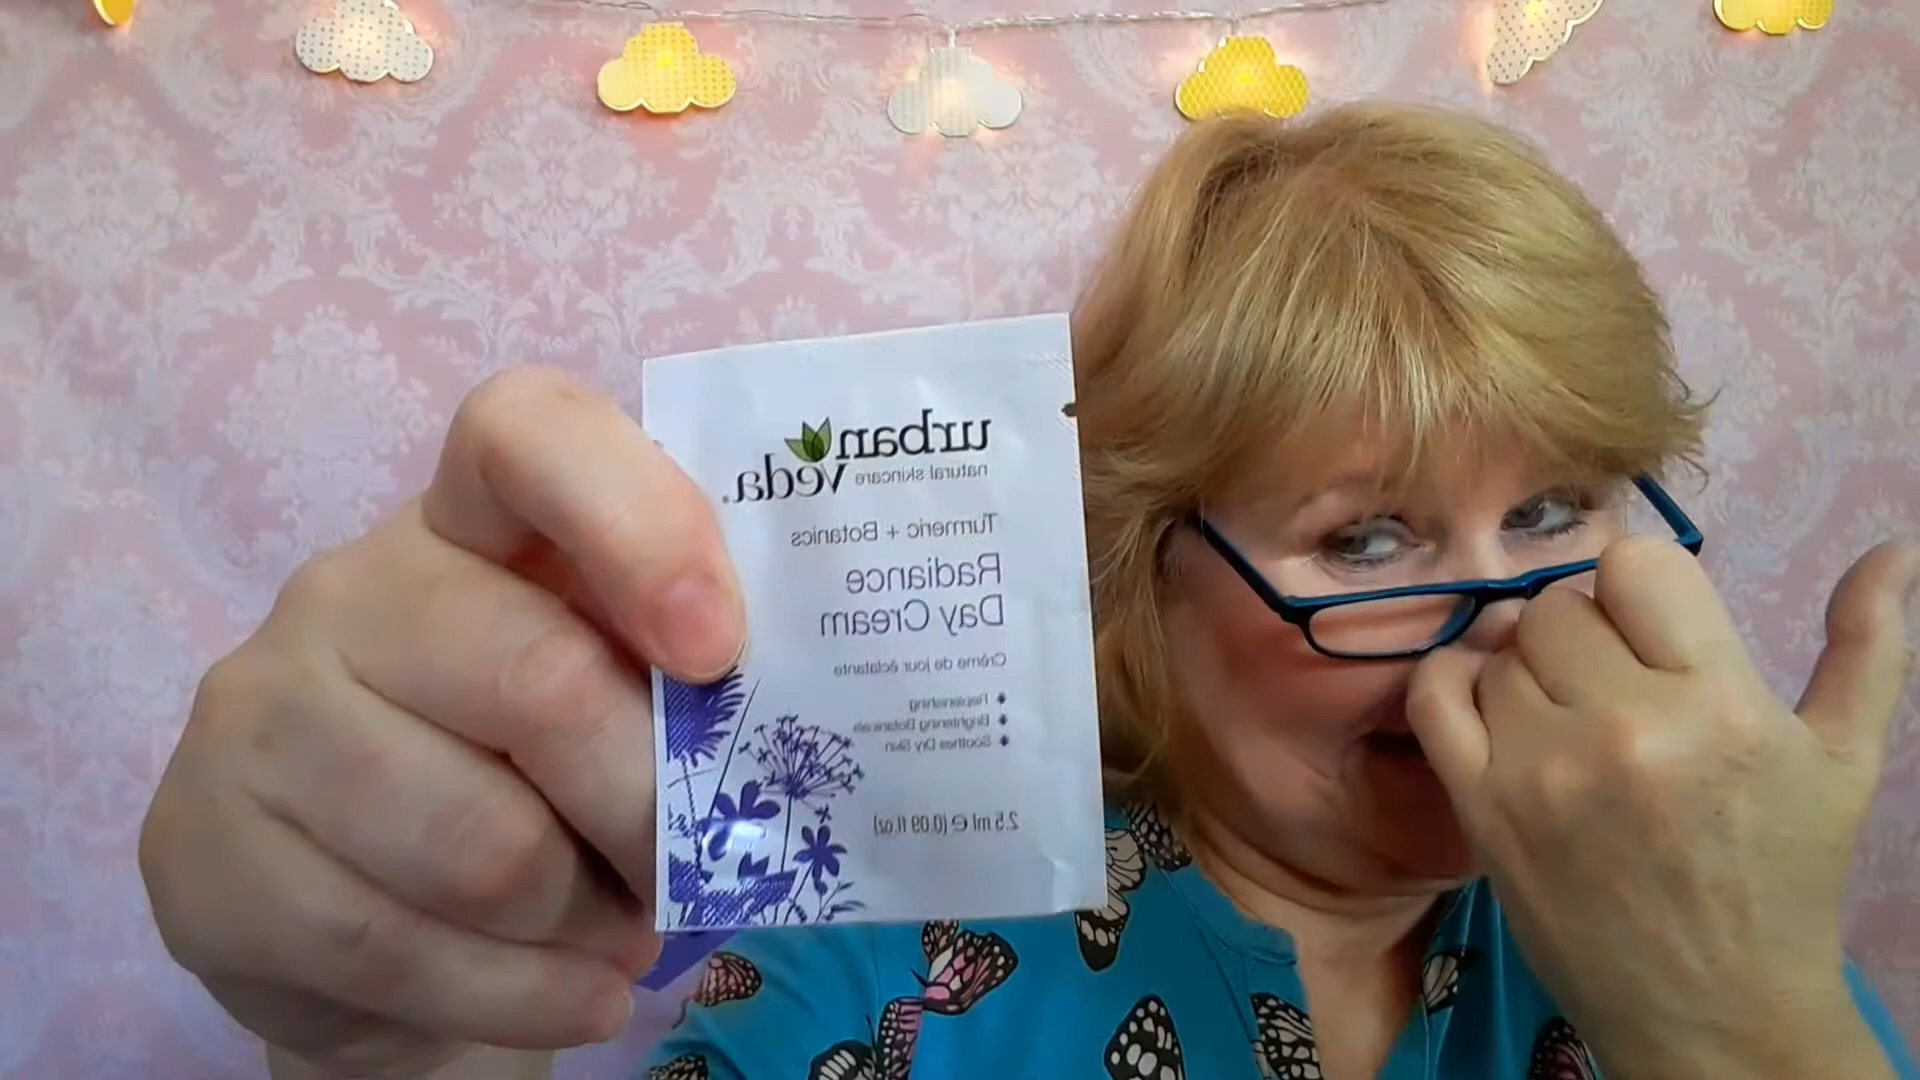 urban
natural skincare veda.
Turmeric + Botanics
Radiance
Day Cream
Crème de jour éclatante
Replenishing
Brightening Botanicals
Soothes Dry Skin
2.5 ml ℮ (0.09 fl.oz)